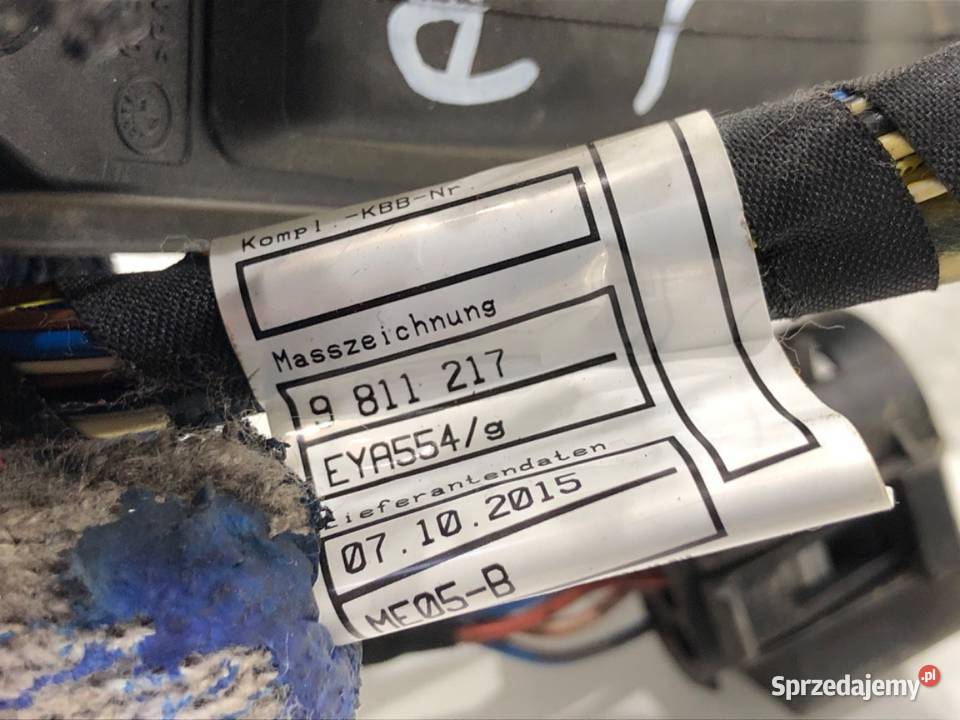 Kompl.-KBB-Nr.
Masszeichnung
9 811 217
EYA554/g
Lieferantendaten
07.10.2015
ME05-B
Sprzedajemy.pl